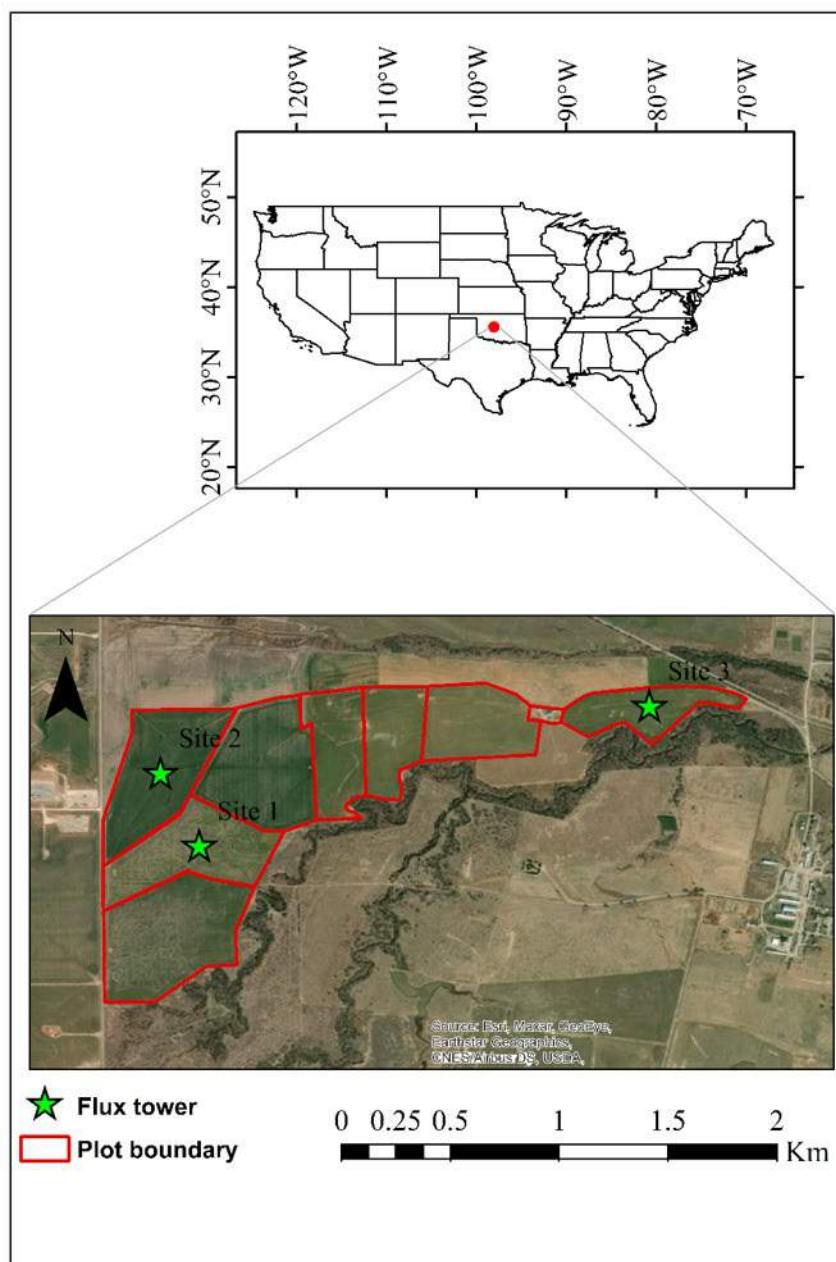 120°W 110°W 100°W 90°W 80°W 70°W
50°N
40°N
30°N
20°N
N
Site 3
Site 2
Site 1
Source: Esri, Maxar, GeoEye,
Earthstar Geographics,
CNES/Airbus DS, USDA,
Flux tower
Plot boundary
0 0.25 0.5 1 1.5 2
Km